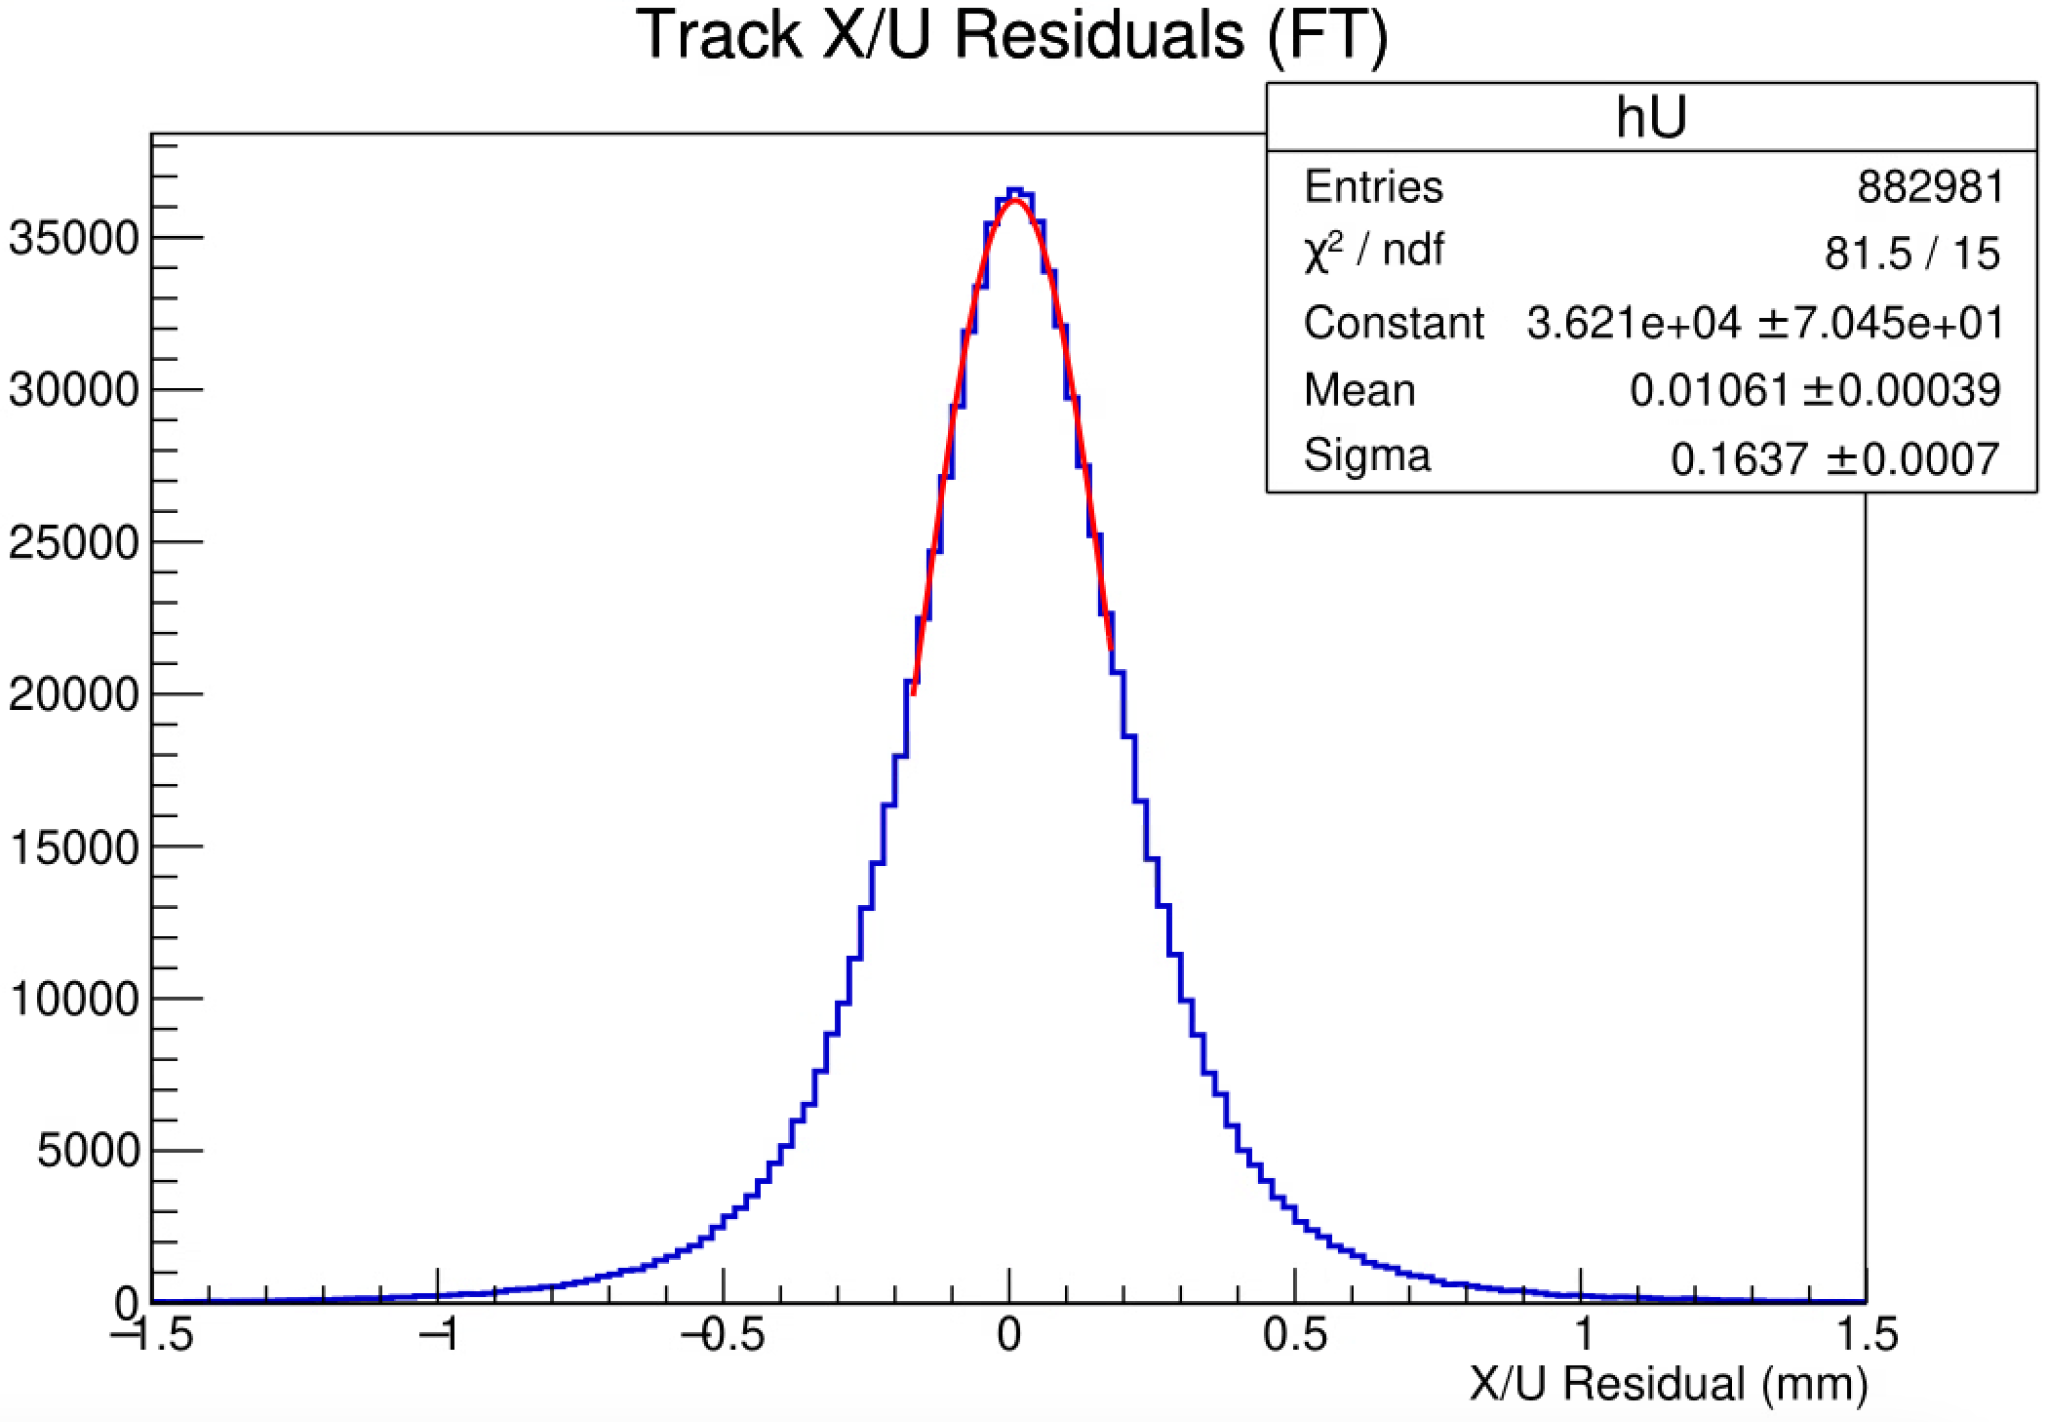 Track X/U Residuals (FT)
hU
Entries 882981
χ² / ndf 81.5 / 15
Constant 3.621e+04 ±7.045e+01
Mean 0.01061 ±0.00039
Sigma 0.1637 ±0.0007
35000
30000
25000
20000
15000
10000
5000
0
−1.5 −1 −0.5 0 0.5 1 1.5
X/U Residual (mm)